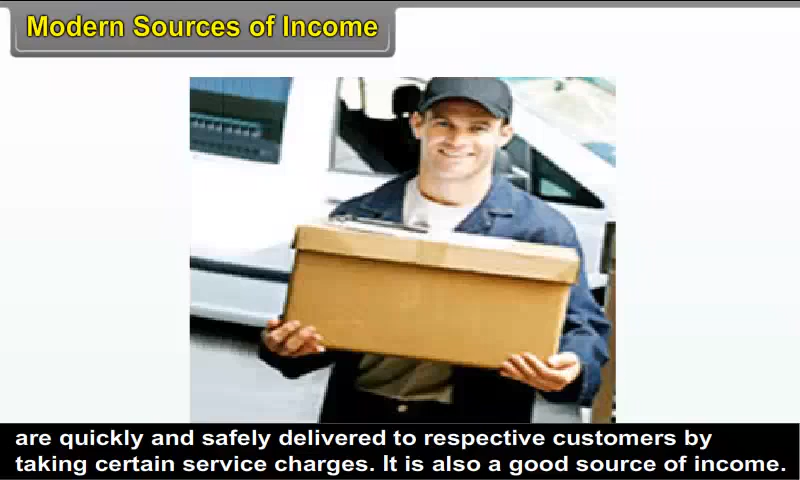 Modern Sources of Income
are quickly and safely delivered to respective customers by
taking certain service charges. It is also a good source of income.